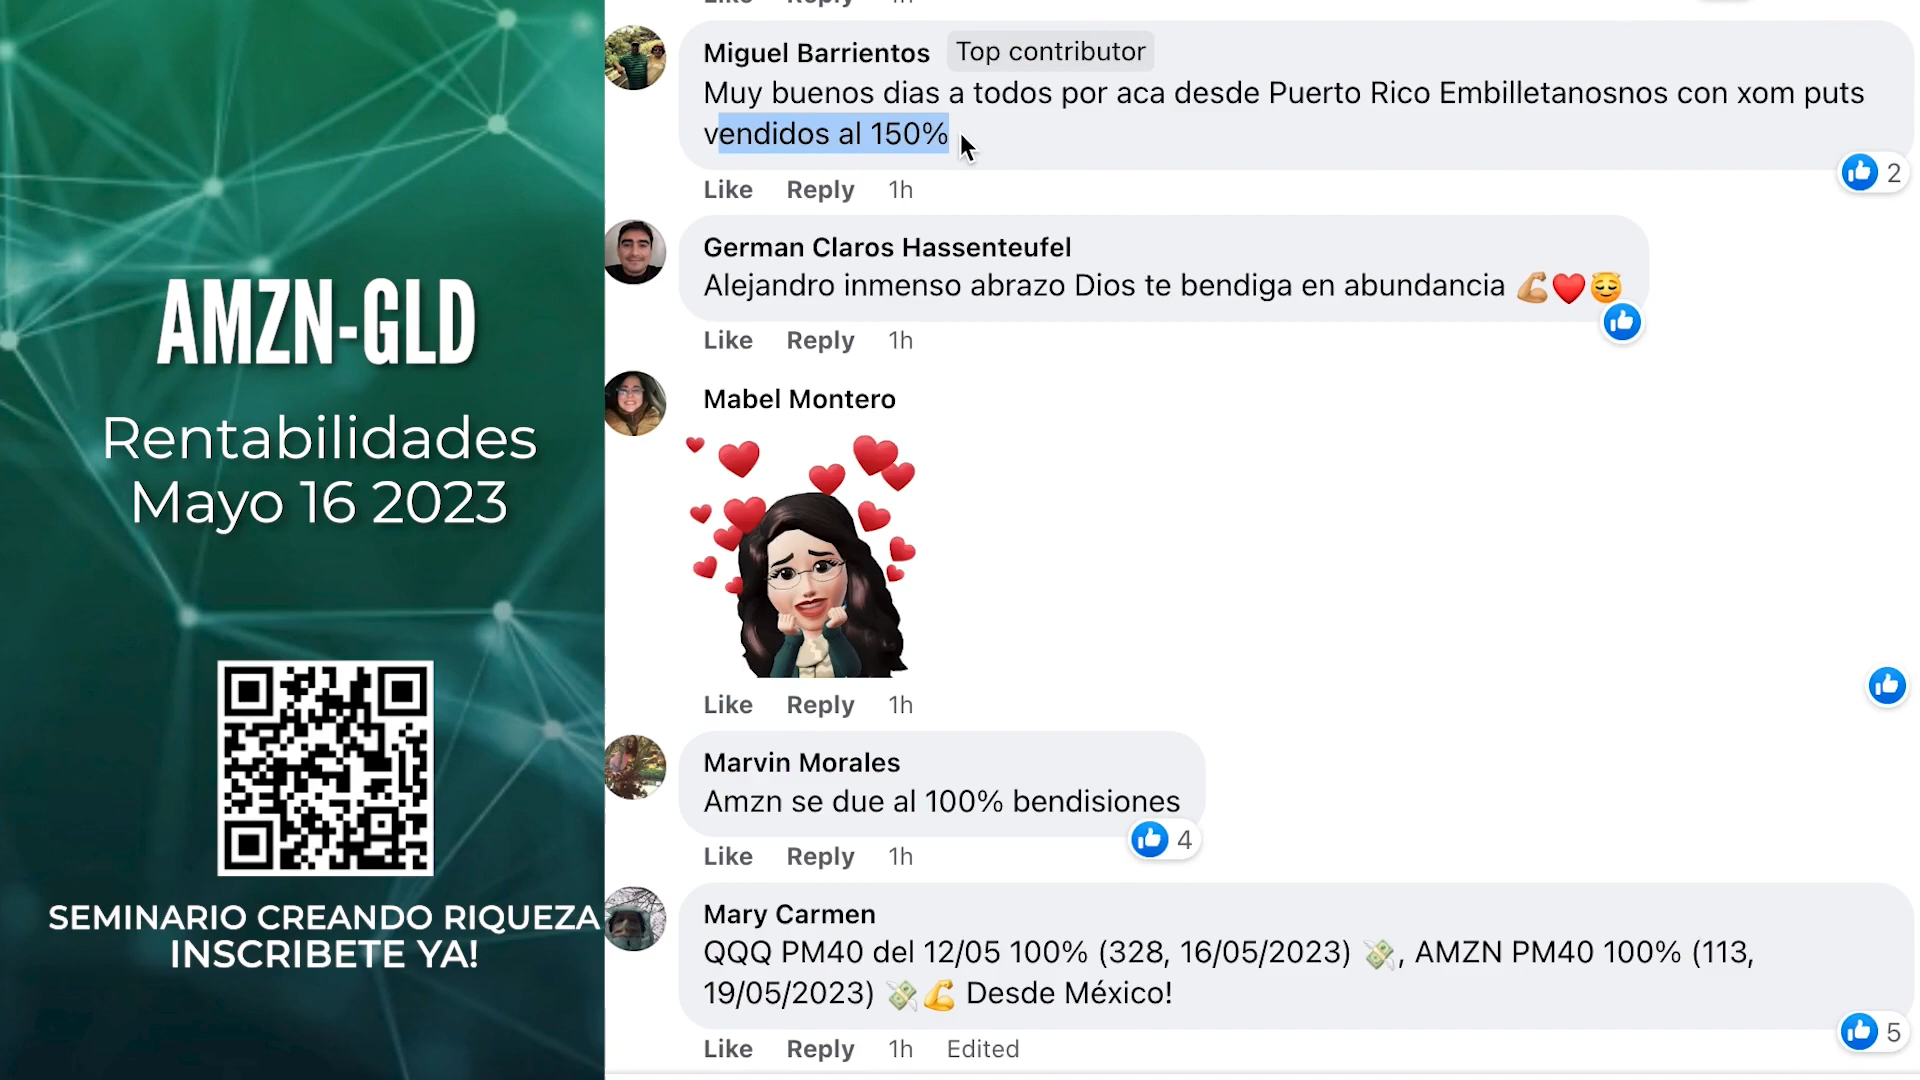 AMZN-GLD
Rentabilidades
Mayo 16 2023
SEMINARIO CREANDO RIQUEZA
INSCRIBETE YA!
Like Reply 1h
Miguel Barrientos Top contributor
Muy buenos dias a todos por aca desde Puerto Rico Embilletanosnos con xom puts
vendidos al 150%
2
Like Reply 1h
German Claros Hassenteufel
Alejandro inmenso abrazo Dios te bendiga en abundancia 💪❤️😇
Like Reply 1h
Mabel Montero
Like Reply 1h
Marvin Morales
Amzn se due al 100% bendisiones
4
Like Reply 1h
Mary Carmen
QQQ PM40 del 12/05 100% (328, 16/05/2023) 💸, AMZN PM40 100% (113,
19/05/2023) 💸💪 Desde México!
5
Like Reply 1h Edited